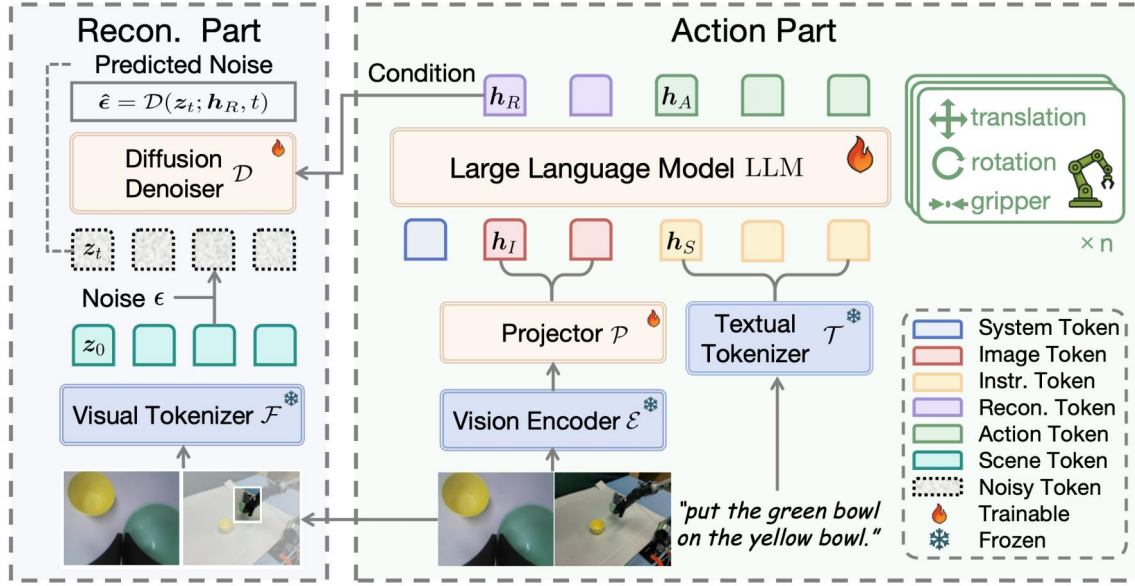 Recon. Part
Predicted Noise
ε̂ = D(z_t; h_R, t)
Diffusion
Denoiser D
z_t
Noise ϵ
z_0
Visual Tokenizer F
Action Part
Condition
h_R
h_A
Large Language Model LLM
h_I
h_S
Projector P
Textual
Tokenizer T
Vision Encoder E
"put the green bowl
on the yellow bowl."
translation
rotation
gripper
× n
System Token
Image Token
Instr. Token
Recon. Token
Action Token
Scene Token
Noisy Token
Trainable
Frozen